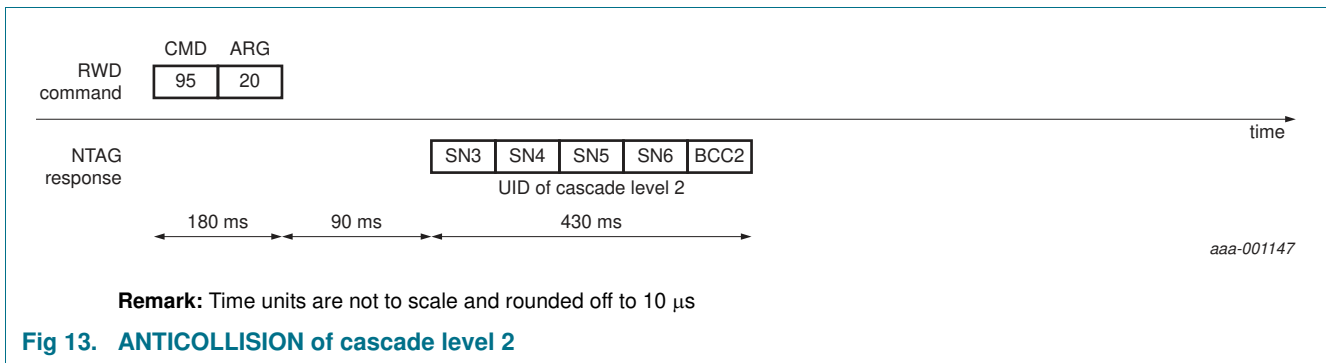 CMD ARG
RWD
command
95 20
time
NTAG
response
SN3 SN4 SN5 SN6 BCC2
UID of cascade level 2
180 ms 90 ms 430 ms
aaa-001147
Remark: Time units are not to scale and rounded off to 10 μs
Fig 13. ANTICOLLISION of cascade level 2